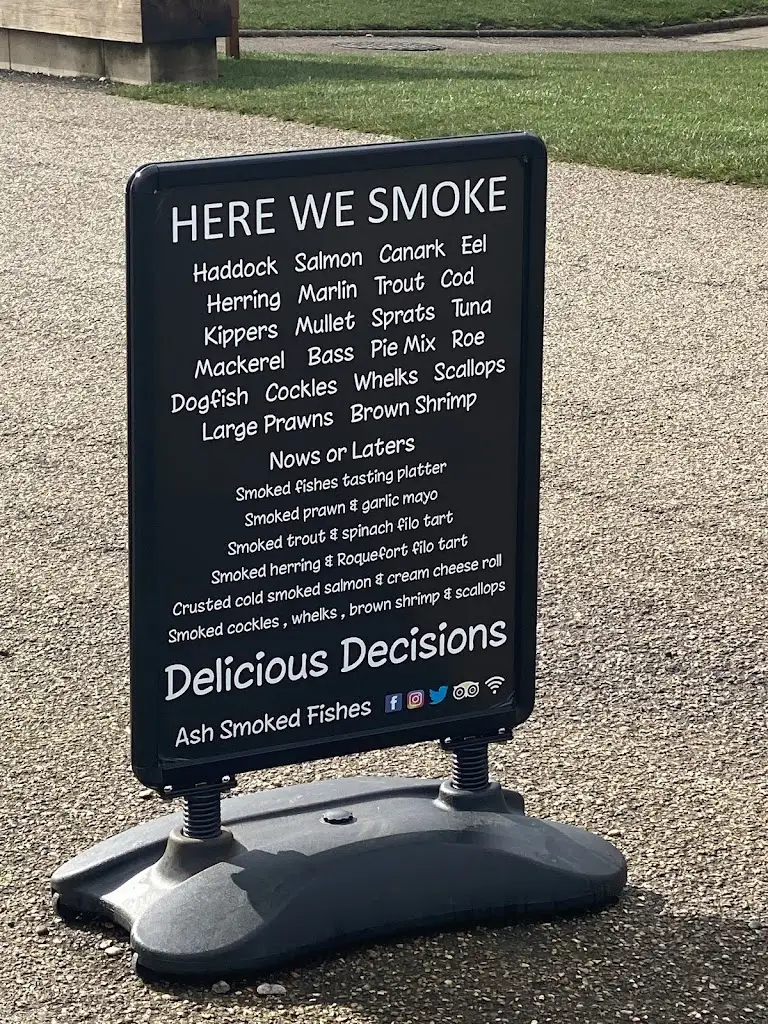 HERE WE SMOKE
Haddock Salmon Canark Eel
Herring Marlin Trout Cod
Kippers Mullet Sprats Tuna
Mackerel Bass Pie Mix Roe
Dogfish Cockles Whelks Scallops
Large Prawns Brown Shrimp
Nows or Laters
Smoked fishes tasting platter
Smoked prawn & garlic mayo
Smoked trout & spinach filo tart
Smoked herring & Roquefort filo tart
Crusted cold smoked salmon & cream cheese roll
Smoked cockles , whelks , brown shrimp & scallops
Delicious Decisions
Ash Smoked Fishes